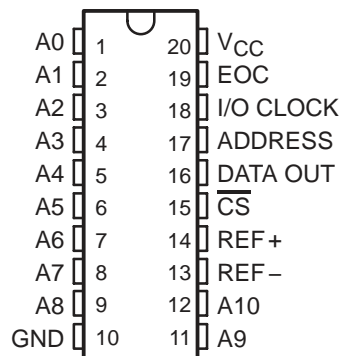 A0 1 20 VCC
A1 2 19 EOC
A2 3 18 I/O CLOCK
A3 4 17 ADDRESS
A4 5 16 DATA OUT
A5 6 15 C̅S̅
A6 7 14 REF+
A7 8 13 REF−
A8 9 12 A10
GND 10 11 A9